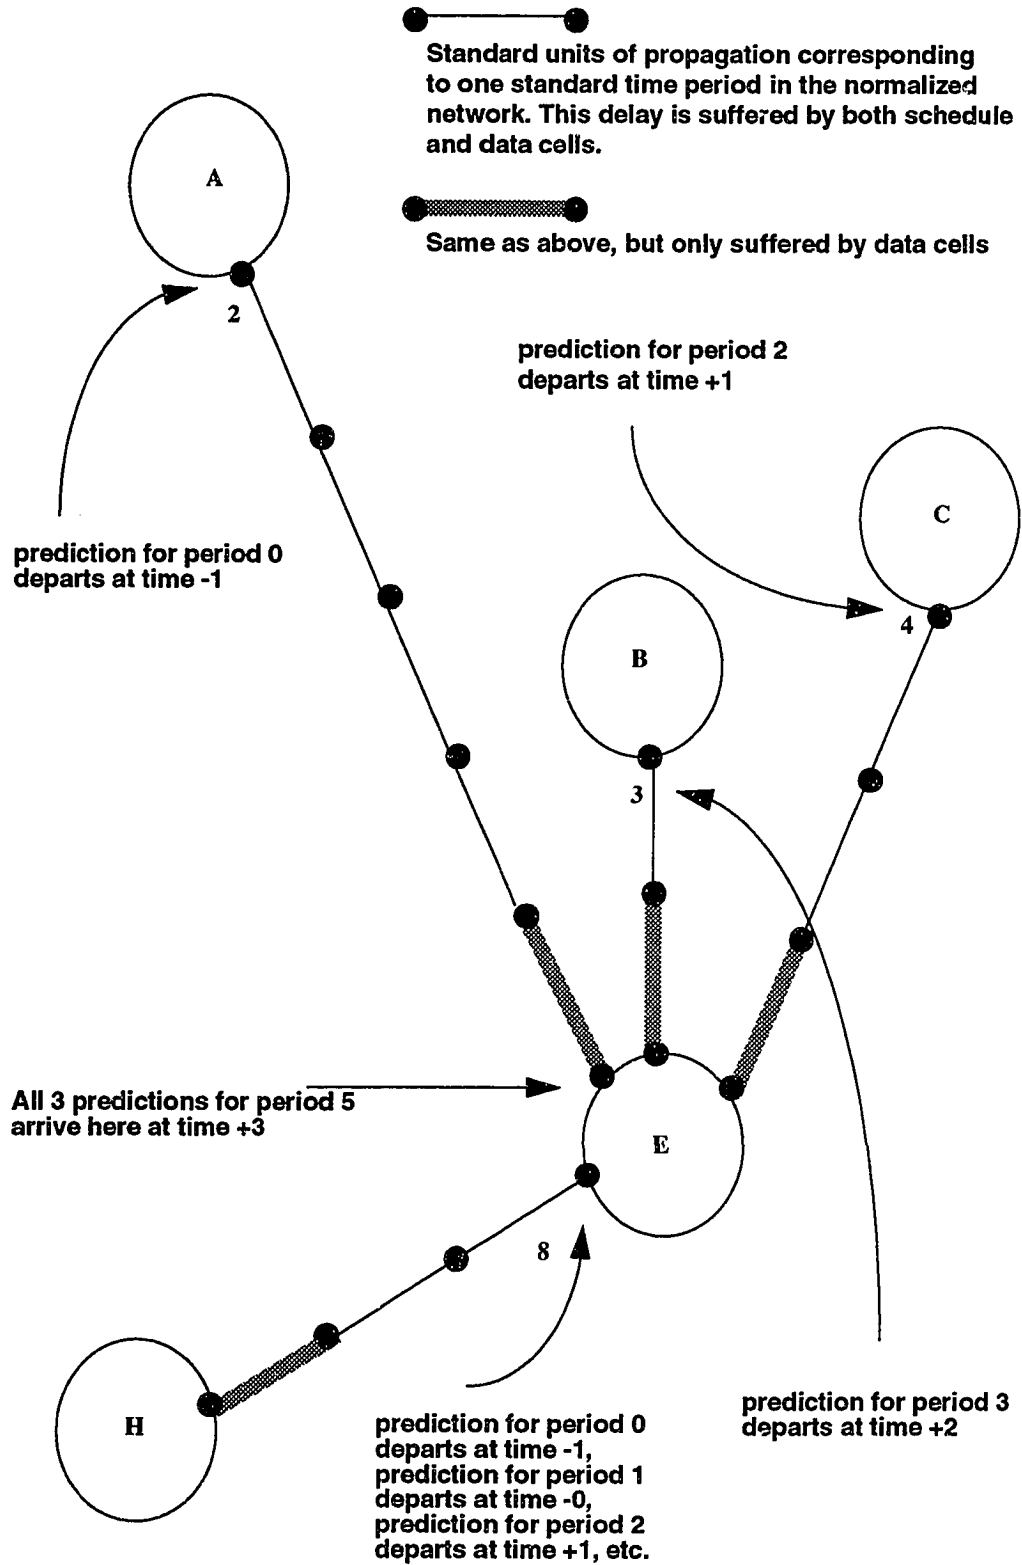 Standard units of propagation corresponding
to one standard time period in the normalized
network. This delay is suffered by both schedule
and data cells.
Same as above, but only suffered by data cells
A
2
prediction for period 2
departs at time +1
C
4
prediction for period 0
departs at time -1
B
3
All 3 predictions for period 5
arrive here at time +3
E
8
H
prediction for period 3
departs at time +2
prediction for period 0
departs at time -1,
prediction for period 1
departs at time -0,
prediction for period 2
departs at time +1, etc.